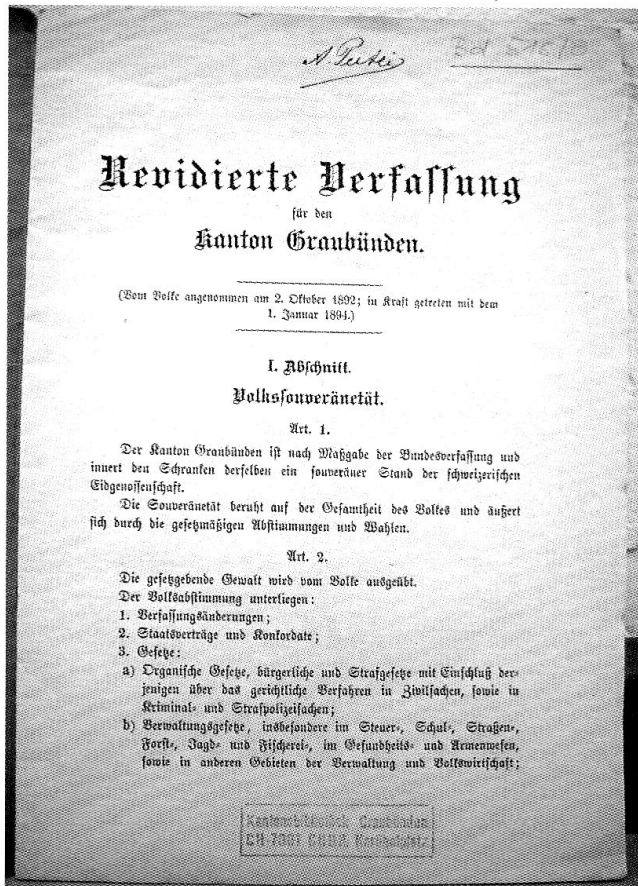 Revidierte Verfassung
für den
Kanton Graubünden.
(Vom Volke angenommen am 2. Oktober 1892; in Kraft getreten mit dem
1. Januar 1894.)
I. Abschnitt.
Volkssouveränetät.
Art. 1.
Der Kanton Graubünden ist nach Maßgabe der Bundesverfassung und
innert den Schranken derselben ein souveräner Stand der schweizerischen
Eidgenossenschaft.
Die Souveränetät beruht auf der Gesamtheit des Volkes und äußert
sich durch die gesetzmäßigen Abstimmungen und Wahlen.
Art. 2.
Die gesetzgebende Gewalt wird vom Volke ausgeübt.
Der Volksabstimmung unterliegen:
1. Verfassungsänderungen;
2. Staatsverträge und Konkordate;
3. Gesetze:
a) Organische Gesetze, bürgerliche und Strafgesetze mit Einschluß der-
jenigen über das gerichtliche Verfahren in Zivilsachen, sowie in
Kriminal- und Strafpolizeisachen;
b) Verwaltungsgesetze, insbesondere im Steuer-, Schul-, Straßen-,
Forst-, Jagd- und Fischerei-, im Gesundheits- und Armenwesen,
sowie in anderen Gebieten der Verwaltung und Volkswirtschaft;
Kantonsbibliothek Graubünden
CH-7001 CHUR Karlihofplatz